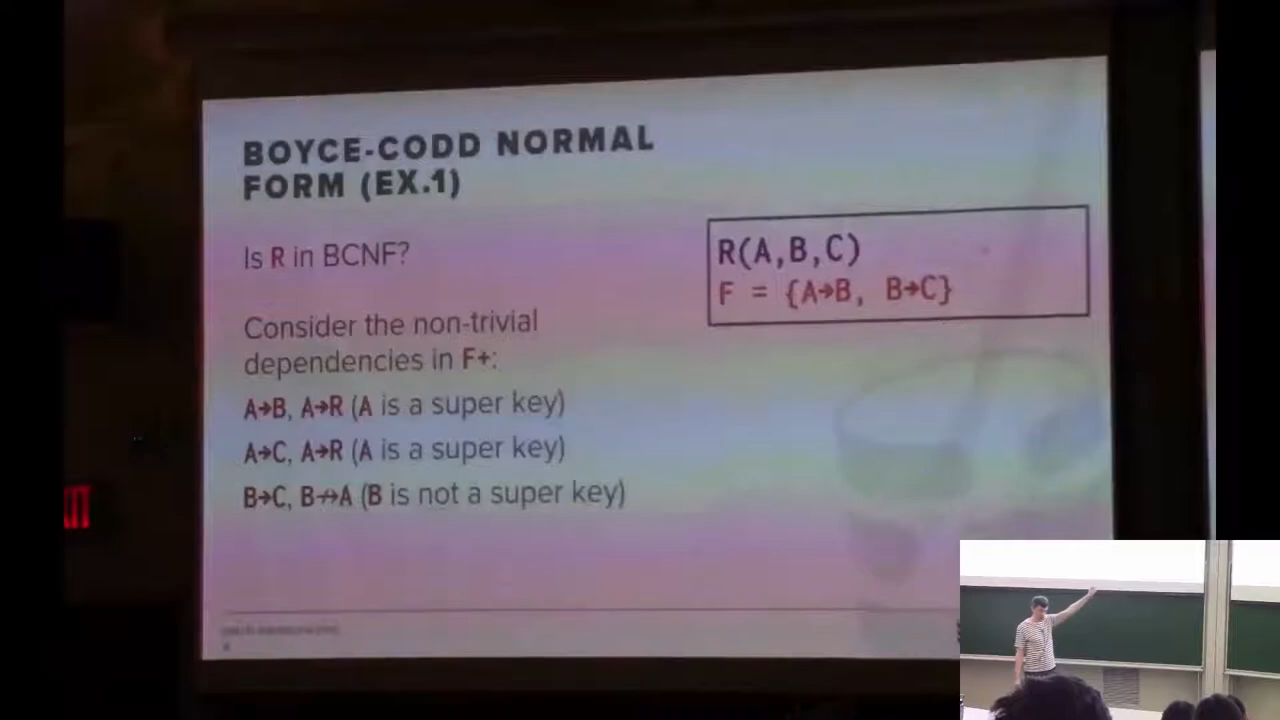 BOYCE-CODD NORMAL
FORM (EX.1)
Is R in BCNF?
Consider the non-trivial
dependencies in F+:
A→B, A→R (A is a super key)
A→C, A→R (A is a super key)
B→C, B↛A (B is not a super key)
R(A,B,C)
F = {A→B, B→C}